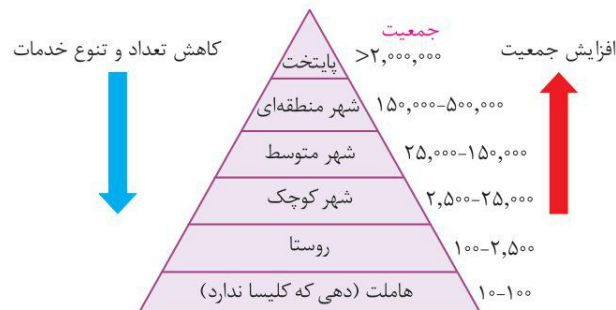 جمعیت
افزایش جمعیت
کاهش تعداد و تنوع خدمات
پایتخت >۲,۰۰۰,۰۰۰
شهر منطقه‌ای ۱۵۰,۰۰۰-۵۰۰,۰۰۰
شهر متوسط ۲۵,۰۰۰-۱۵۰,۰۰۰
شهر کوچک ۲,۵۰۰-۲۵,۰۰۰
روستا ۱۰۰-۲,۵۰۰
هاملت (دهی که کلیسا ندارد) ۱۰-۱۰۰